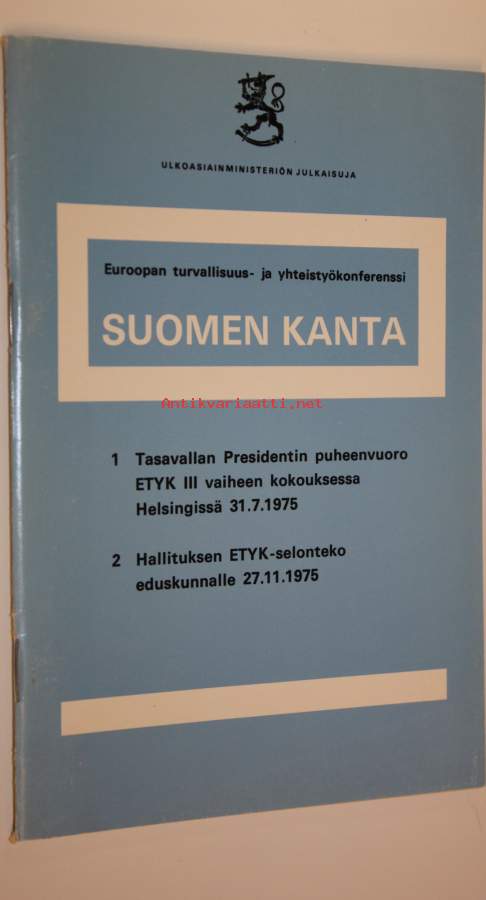 ULKOASIAINMINISTERIÖN JULKAISUJA
Euroopan turvallisuus- ja yhteistyökonferenssi
SUOMEN KANTA
Antikvariaatti.net
1 Tasavallan Presidentin puheenvuoro
ETYK III vaiheen kokouksessa
Helsingissä 31.7.1975
2 Hallituksen ETYK-selonteko
eduskunnalle 27.11.1975